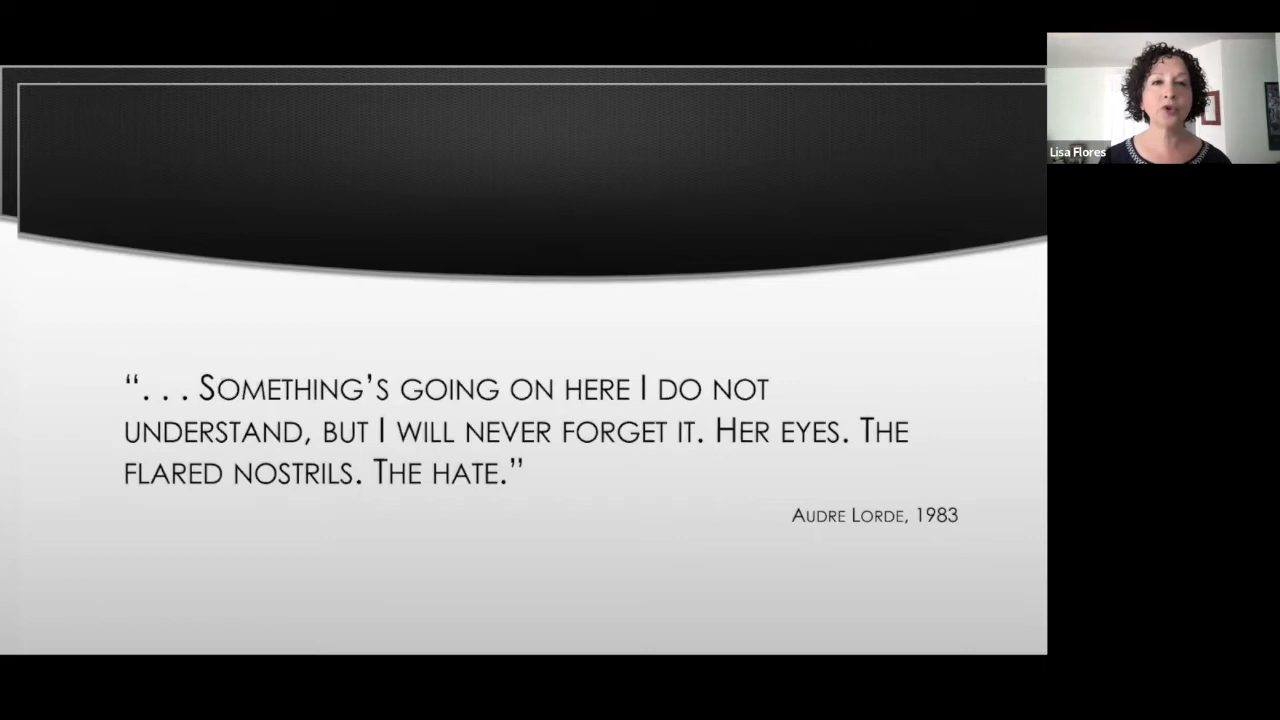 “. . . Something’s going on here I do not
understand, but I will never forget it. Her eyes. The
flared nostrils. The hate.”
Audre Lorde, 1983
Lisa Flores